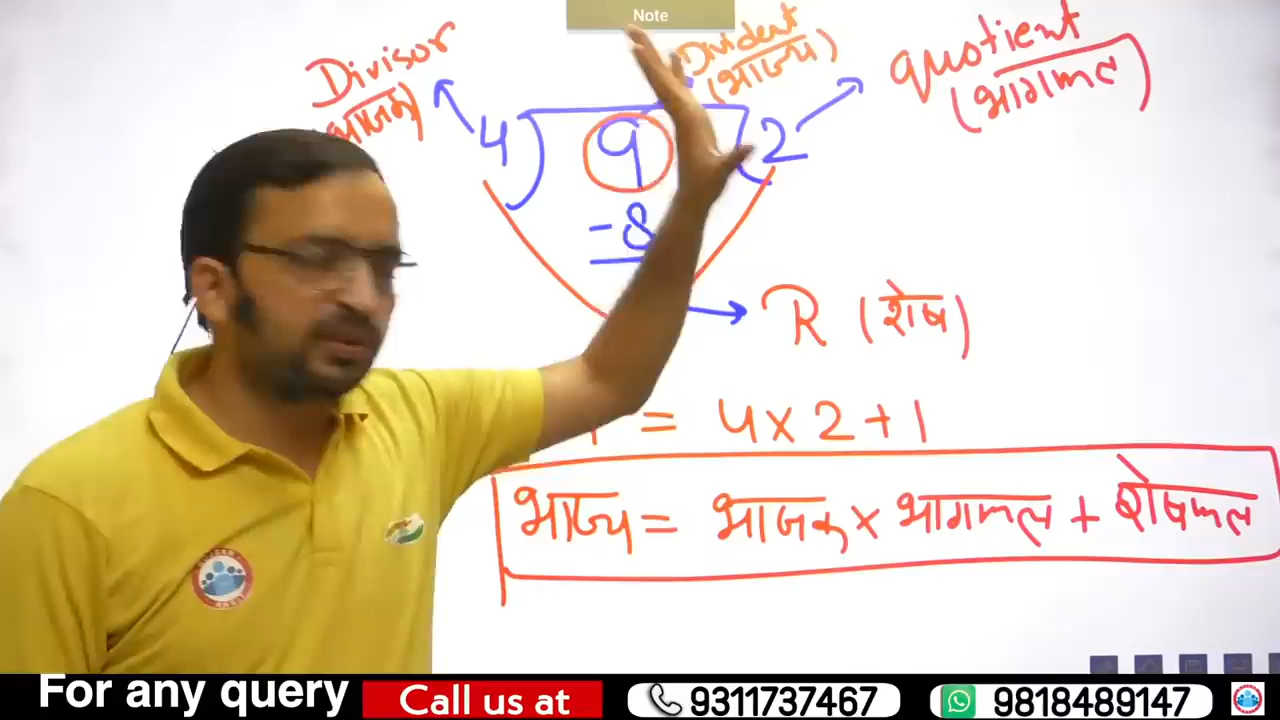 Note
Divisor
(भाजक)
Divident
(भाज्य)
quotient
(भागफल)
4 9 2
-8
R (शेष)
= 4 x 2 + 1
भाज्य = भाजक x भागफल + शेषफल
For any query
Call us at
9311737467
9818489147